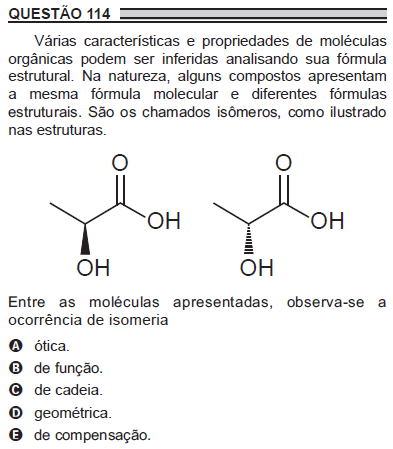 QUESTÃO 114
Várias características e propriedades de moléculas
orgânicas podem ser inferidas analisando sua fórmula
estrutural. Na natureza, alguns compostos apresentam
a mesma fórmula molecular e diferentes fórmulas
estruturais. São os chamados isômeros, como ilustrado
nas estruturas.
O
OH
OH
O
OH
OH
Entre as moléculas apresentadas, observa-se a
ocorrência de isomeria
A ótica.
B de função.
C de cadeia.
D geométrica.
E de compensação.